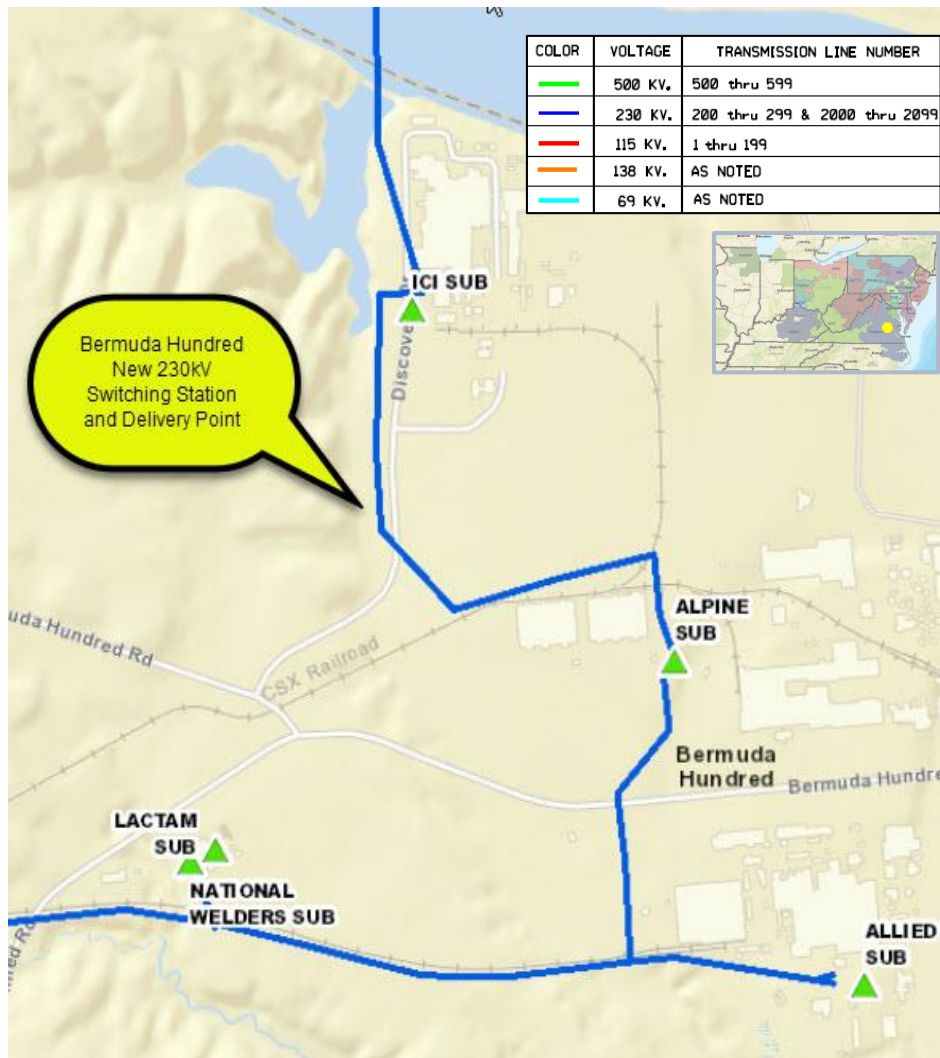 COLOR VOLTAGE TRANSMISSION LINE NUMBER
500 KV. 500 thru 599
230 KV. 200 thru 299 & 2000 thru 2099
115 KV. 1 thru 199
138 KV. AS NOTED
69 KV. AS NOTED
ICI SUB
Discove
Bermuda Hundred
New 230kV
Switching Station
and Delivery Point
ALPINE
SUB
uda Hundred Rd
CSX Railroad
Bermuda
Hundred
Bermuda Hundre
LACTAM
SUB
NATIONAL
WELDERS SUB
ALLIED
SUB
red Rd